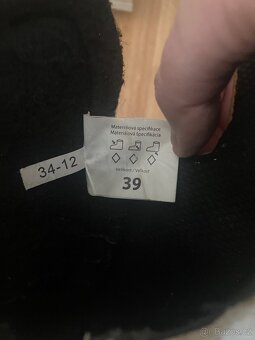 Materiálová specifikace
Materiálová špecifikácia
velikost / Veľkosť
39
34-12